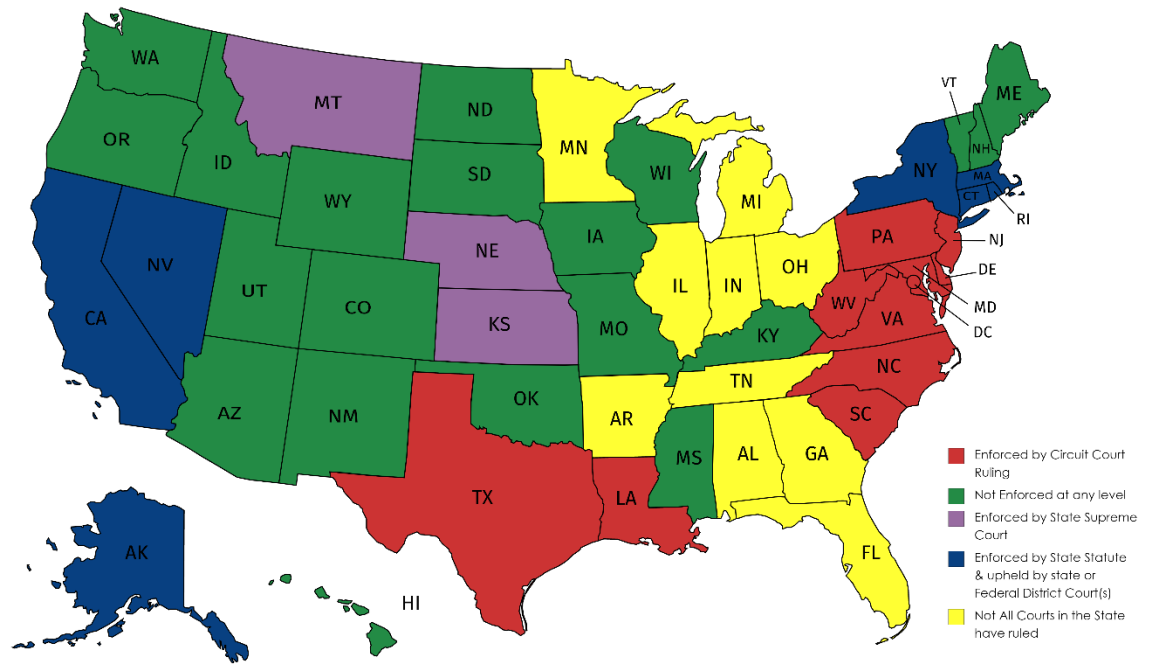 WA
MT
ND
MN
VT
ME
OR
ID
SD
WI
NH
NY
MA
CT
RI
WY
MI
IA
PA
NJ
NE
NV
UT
CO
IL
IN
OH
DE
MD
DC
CA
KS
MO
WV
VA
KY
NC
TN
AZ
NM
OK
AR
SC
MS
AL
GA
TX
LA
FL
AK
HI
Enforced by Circuit Court
Ruling
Not Enforced at any level
Enforced by State Supreme
Court
Enforced by State Statute
& upheld by state or
Federal District Court(s)
Not All Courts in the State
have ruled